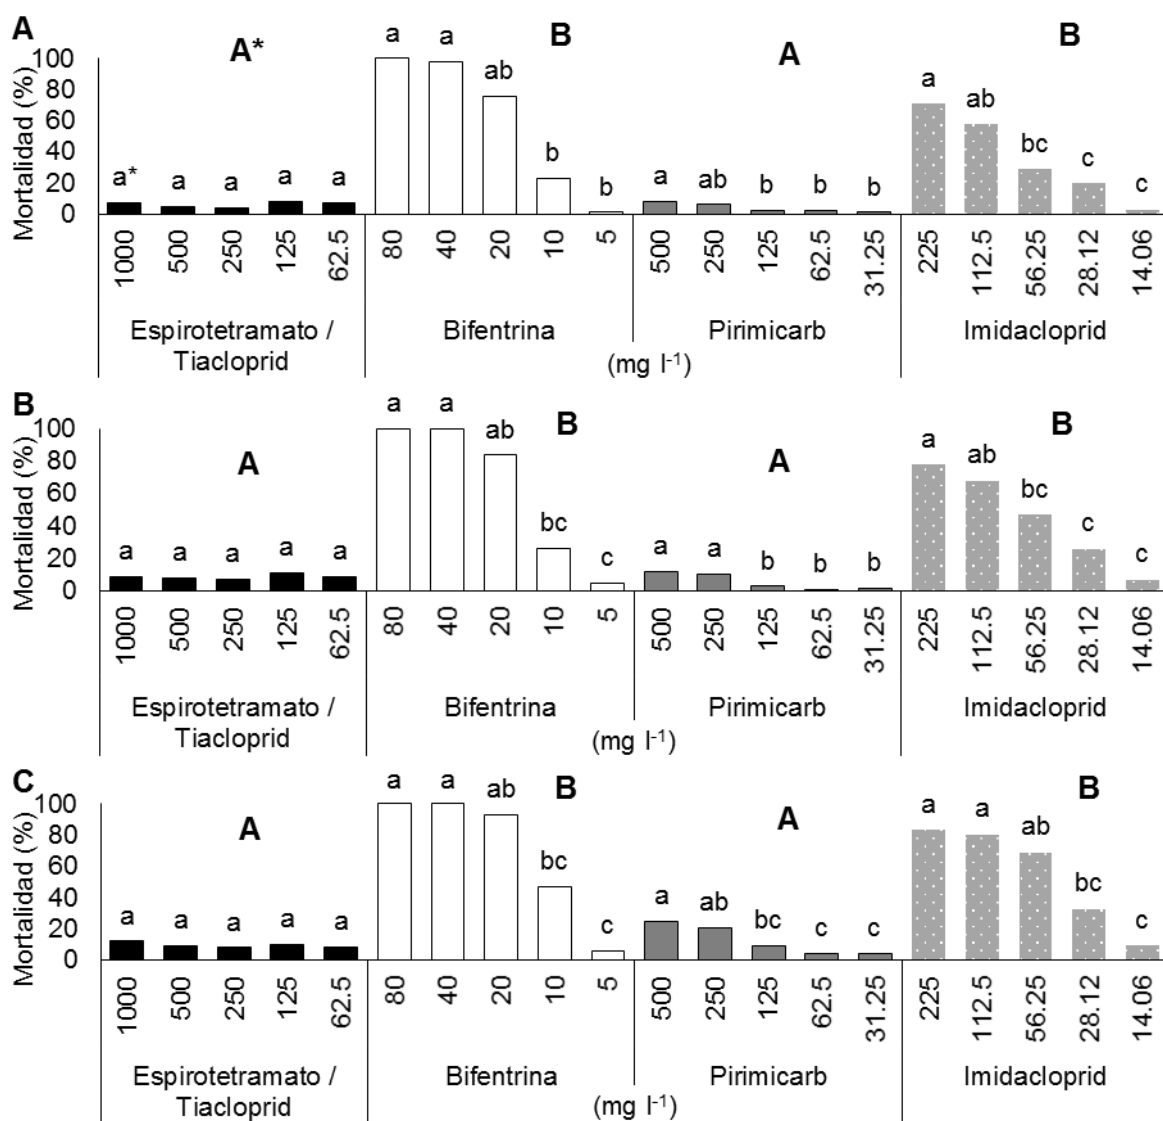 A
A*
B
A
B
Mortalidad (%)
100
80
60
40
20
0
a* a a a a
a a ab b b
a ab b b b
a ab bc c c
1000 500 250 125 62.5 80 40 20 10 5 500 250 125 62.5 31.25 225 112.5 56.25 28.12 14.06
Espirotetramato / Tiacloprid
Bifentrina
Pirimicarb
Imidacloprid
(mg l⁻¹)
B
A
B
A
B
Mortalidad (%)
100
80
60
40
20
0
a a a a a
a a ab bc c
a a b b b
a ab bc c c
1000 500 250 125 62.5 80 40 20 10 5 500 250 125 62.5 31.25 225 112.5 56.25 28.12 14.06
Espirotetramato / Tiacloprid
Bifentrina
Pirimicarb
Imidacloprid
(mg l⁻¹)
C
A
B
A
B
Mortalidad (%)
100
80
60
40
20
0
a a a a a
a a ab bc c
a ab bc c c
a a ab bc c
1000 500 250 125 62.5 80 40 20 10 5 500 250 125 62.5 31.25 225 112.5 56.25 28.12 14.06
Espirotetramato / Tiacloprid
Bifentrina
Pirimicarb
Imidacloprid
(mg l⁻¹)